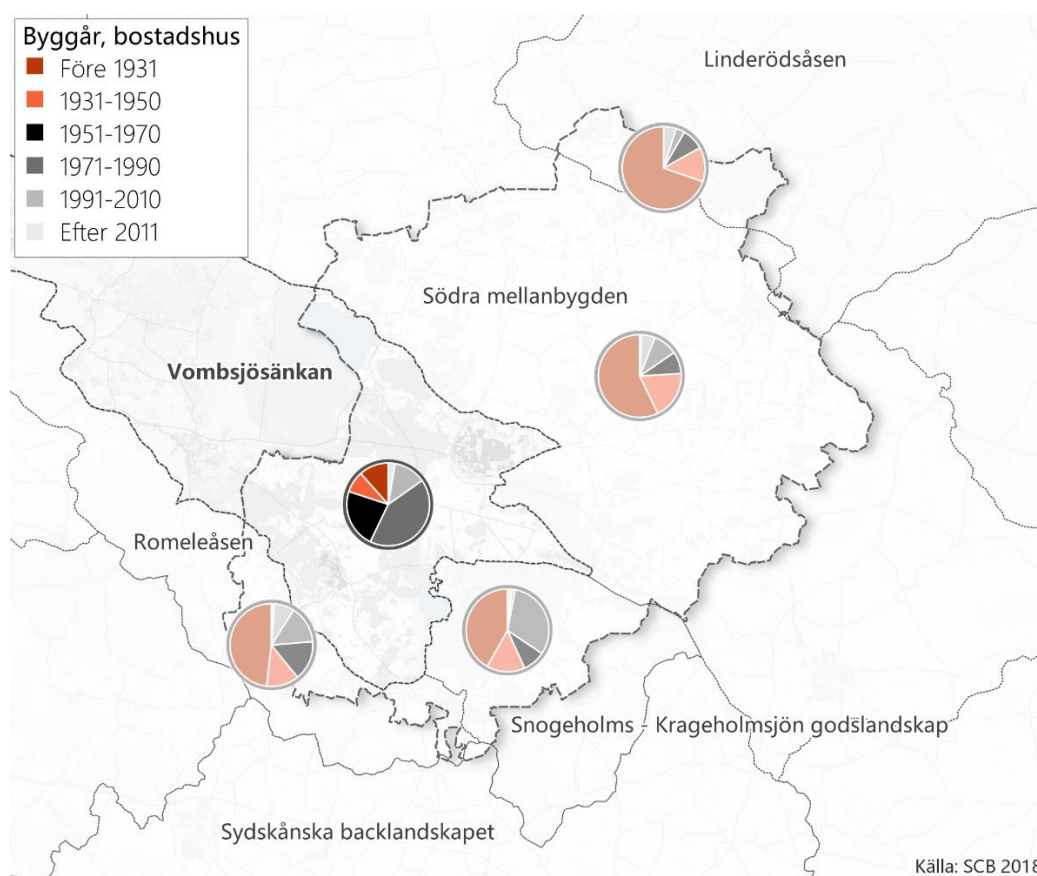 Byggår, bostadshus
Före 1931
1931-1950
1951-1970
1971-1990
1991-2010
Efter 2011
Linderödsåsen
Södra mellanbygden
Vombsjösänkan
Romeleåsen
Snogeholms - Krageholmsjön godslandskap
Sydskånska backlandskapet
Källa: SCB 2018